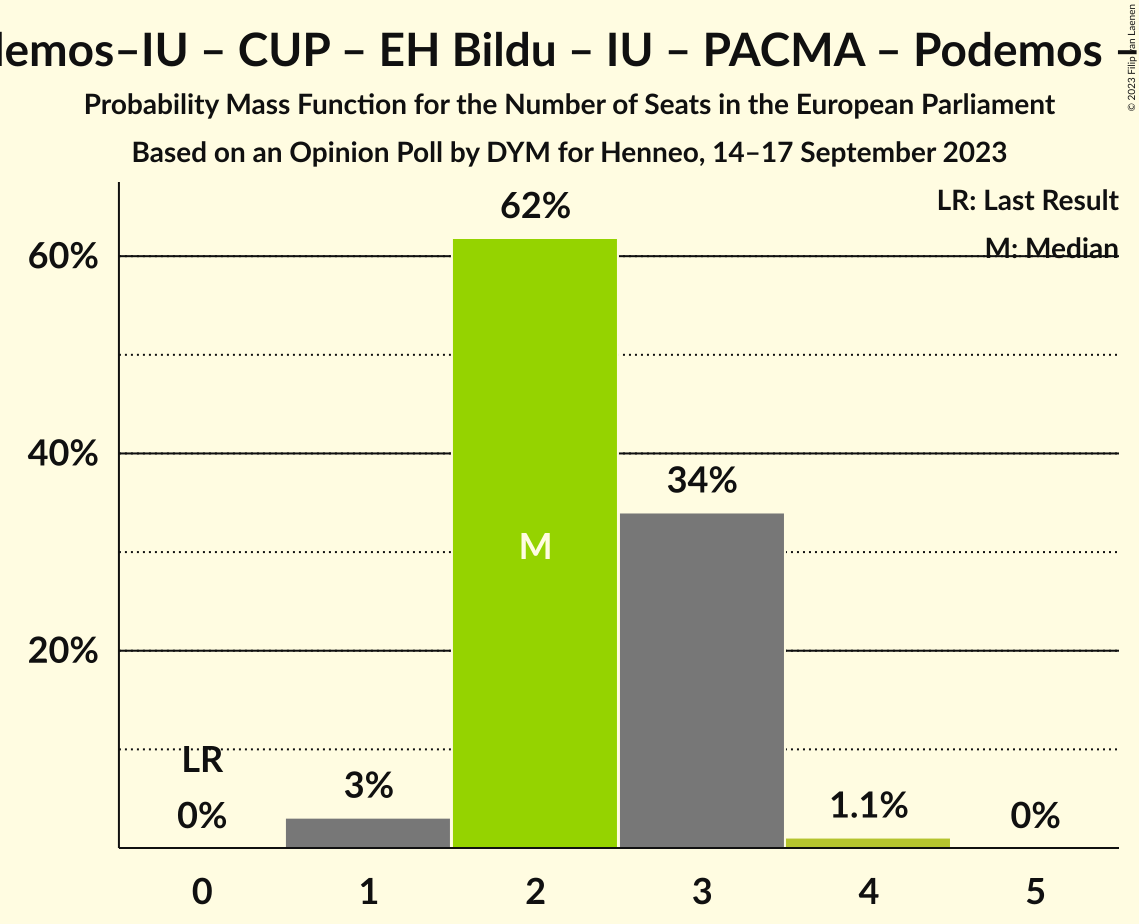 demos–IU – CUP – EH Bildu – IU – PACMA – Podemos –
Probability Mass Function for the Number of Seats in the European Parliament
Based on an Opinion Poll by DYM for Henneo, 14–17 September 2023
© 2023 Filip van Laenen
LR: Last Result
M: Median
62%
60%
40%
34%
M
20%
LR
3%
1.1%
0%
0%
0 1 2 3 4 5